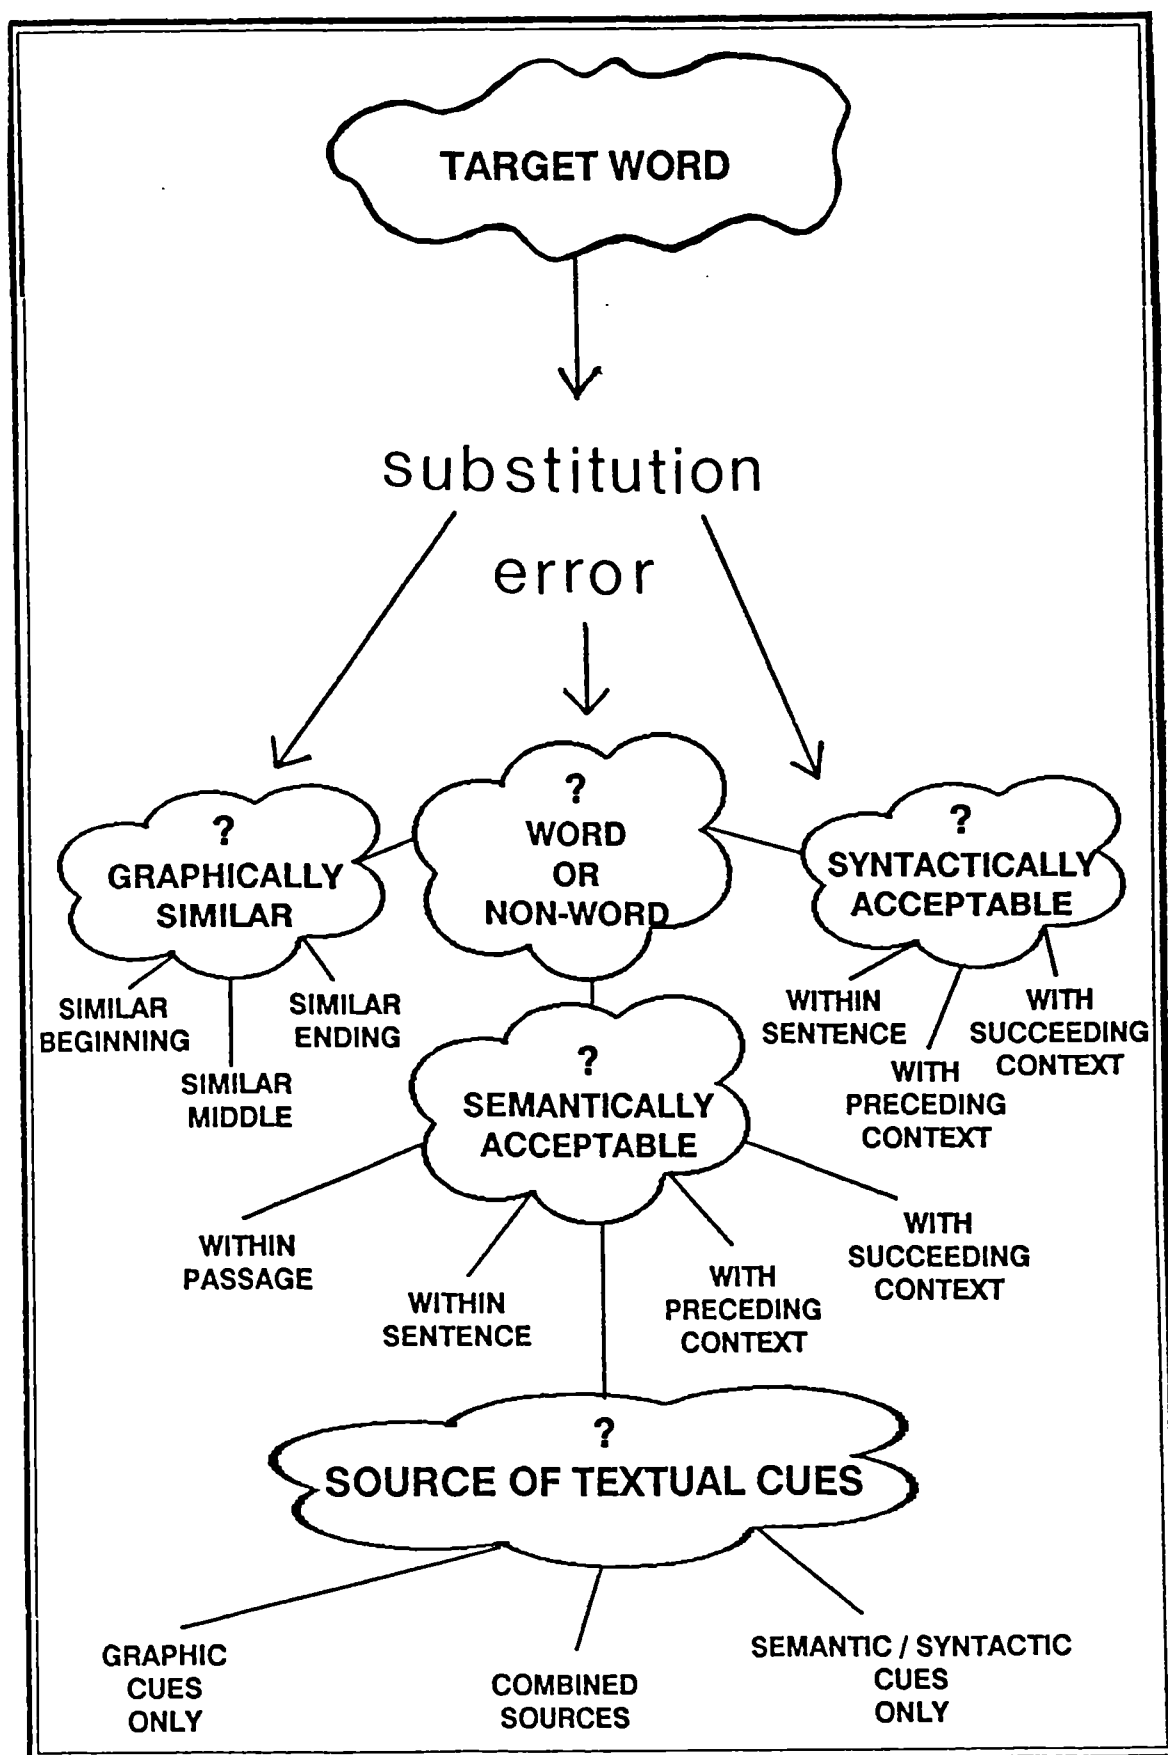 TARGET WORD
substitution
error
?
GRAPHICALLY
SIMILAR
SIMILAR
BEGINNING
SIMILAR
MIDDLE
SIMILAR
ENDING
?
WORD
OR
NON-WORD
?
SYNTACTICALLY
ACCEPTABLE
WITHIN
SENTENCE
WITH
PRECEDING
CONTEXT
WITH
SUCCEEDING
CONTEXT
?
SEMANTICALLY
ACCEPTABLE
WITHIN
PASSAGE
WITHIN
SENTENCE
WITH
PRECEDING
CONTEXT
WITH
SUCCEEDING
CONTEXT
?
SOURCE OF TEXTUAL CUES
GRAPHIC
CUES
ONLY
COMBINED
SOURCES
SEMANTIC / SYNTACTIC
CUES
ONLY